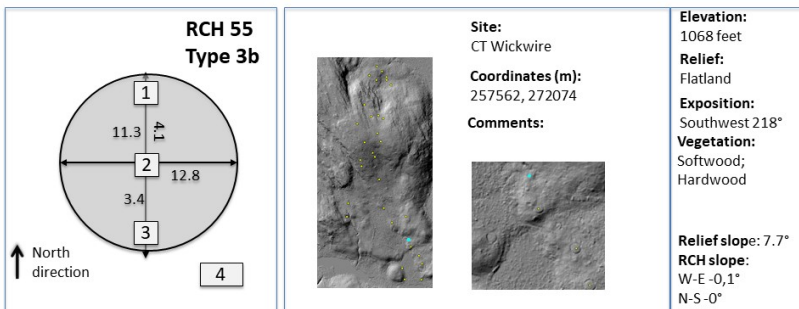 RCH 55
Type 3b
1
11.3
4.1
2
12.8
3.4
3
4
North
direction
Site:
CT Wickwire
Coordinates (m):
257562, 272074
Comments:
Elevation:
1068 feet
Relief:
Flatland
Exposition:
Southwest 218°
Vegetation:
Softwood;
Hardwood
Relief slope: 7.7°
RCH slope:
W-E -0,1°
N-S -0°